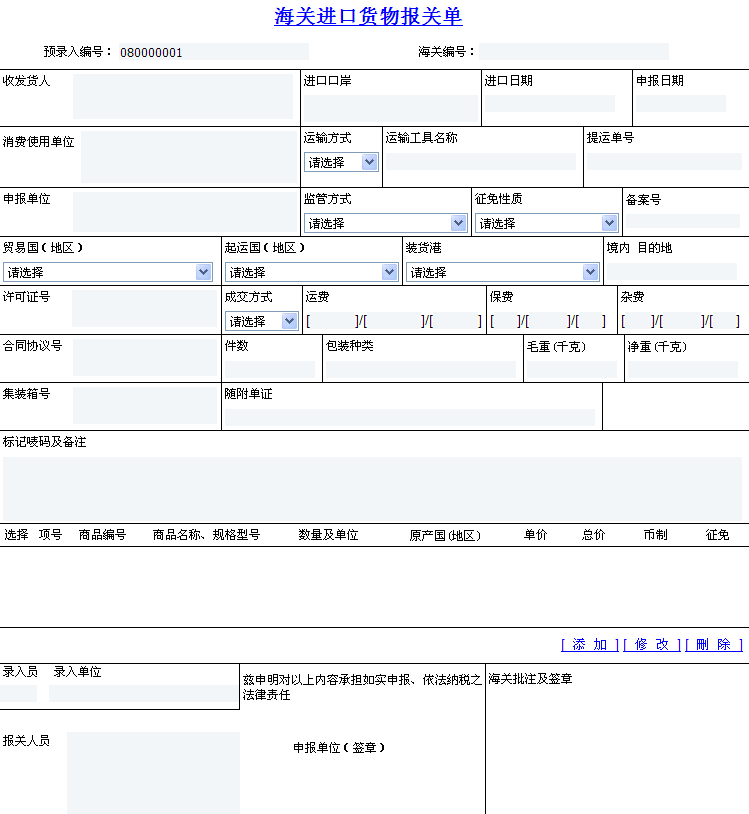 海关进口货物报关单
预录入编号： 080000001 海关编号：
收发货人 进口口岸 进口日期 申报日期
消费使用单位 运输方式 运输工具名称 提运单号
请选择
申报单位 监管方式 征免性质 备案号
请选择 请选择
贸易国（地区） 起运国（地区） 装货港 境内 目的地
请选择 请选择 请选择
许可证号 成交方式 运费 保费 杂费
请选择 [ ]/[ ]/[ ] [ ]/[ ]/[ ] [ ]/[ ]/[ ]
合同协议号 件数 包装种类 毛重(千克) 净重(千克)
集装箱号 随附单证
标记唛码及备注
选择 项号 商品编号 商品名称、规格型号 数量及单位 原产国(地区) 单价 总价 币制 征免
[ 添 加 ] [ 修 改 ] [ 删 除 ]
录入员 录入单位 兹申明对以上内容承担如实申报、依法纳税之 海关批注及签章
法律责任
报关人员 申报单位（签章）